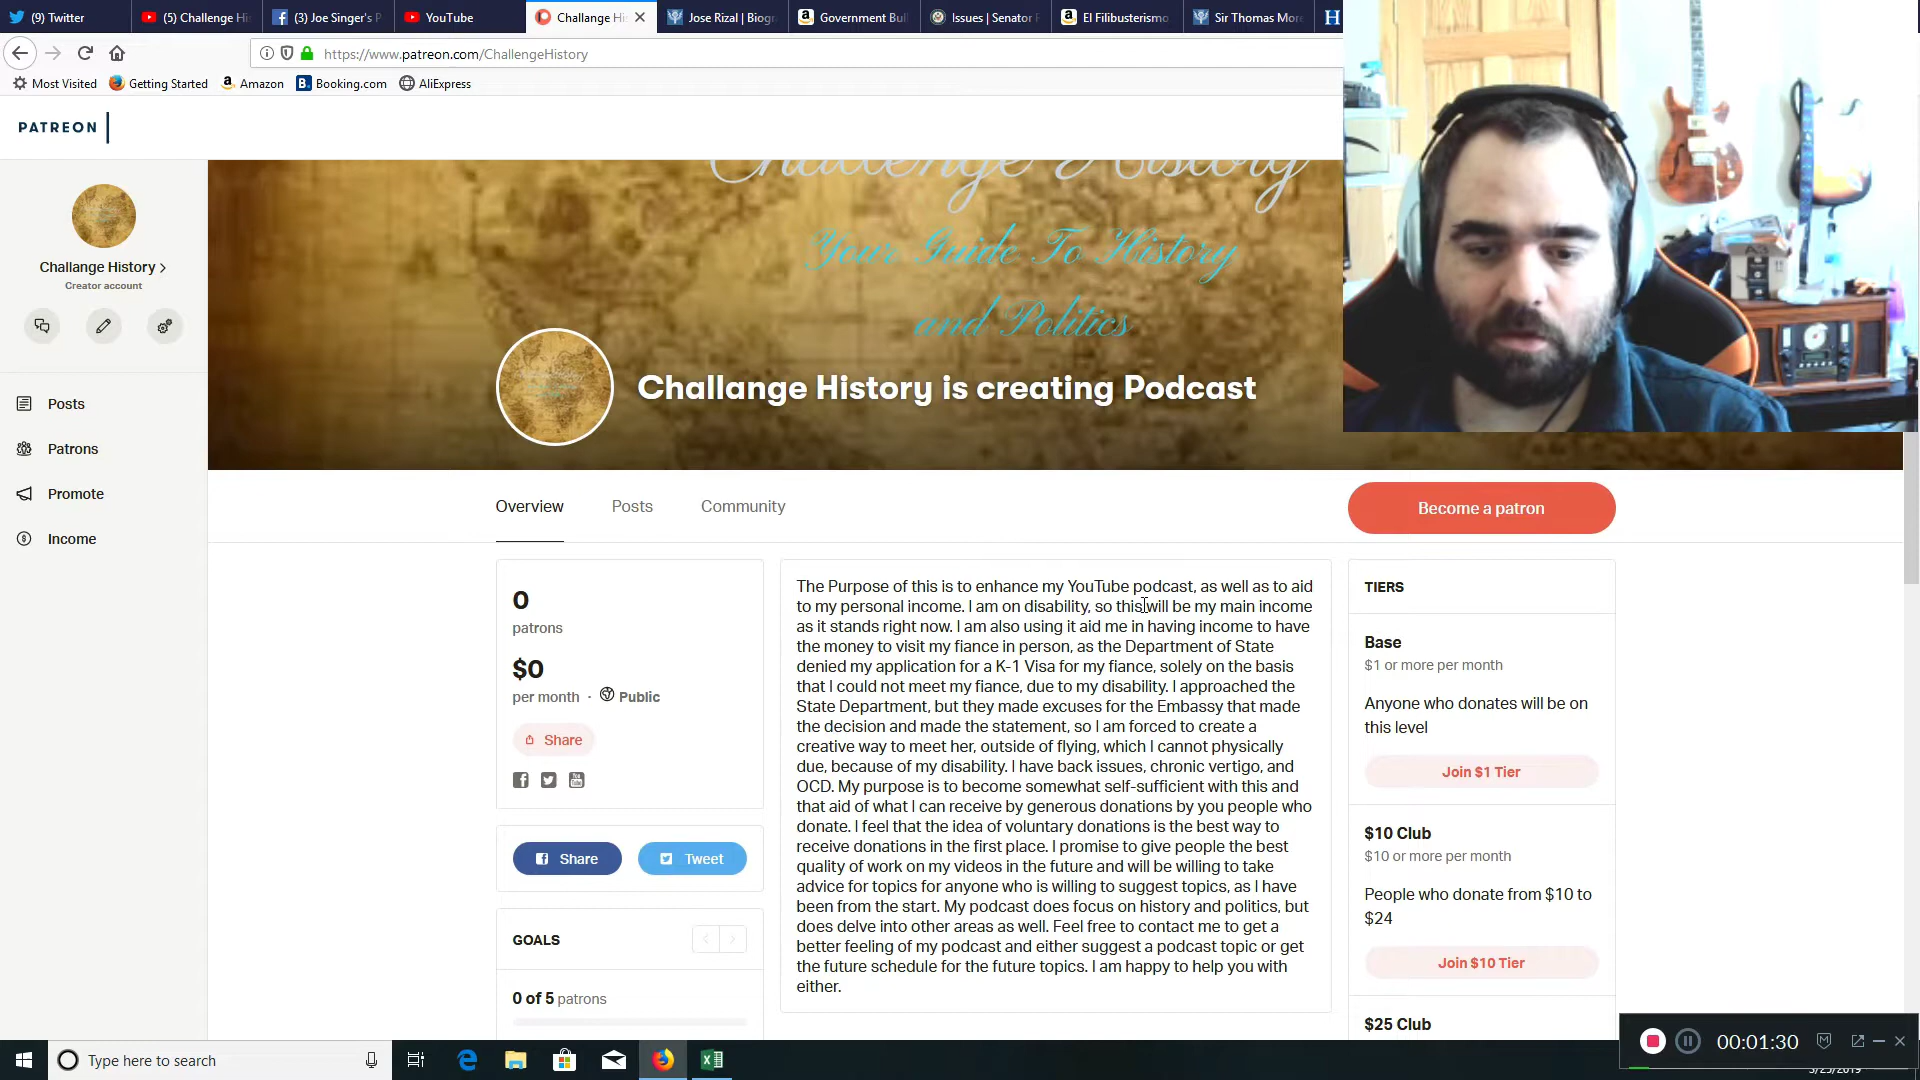 (9) Twitter
(5) Challenge Hi
(3) Joe Singer's P
YouTube
Challange Hi
Jose Rizal | Biogr
Government Bul
Issues | Senator
El Filibusterismo
Sir Thomas More
https://www.patreon.com/ChallengeHistory
Most Visited
Getting Started
Amazon
Booking.com
AliExpress
PATREON
Challange History
Creator account
Posts
Patrons
Promote
Income
Challenge History
Your Guide To History
and Politics
Challange History is creating Podcast
Overview
Posts
Community
Become a patron
0
patrons
$0
per month · Public
Share
Share
Tweet
GOALS
0 of 5 patrons
The Purpose of this is to enhance my YouTube podcast, as well as to aid
to my personal income. I am on disability, so this will be my main income
as it stands right now. I am also using it aid me in having income to have
the money to visit my fiance in person, as the Department of State
denied my application for a K-1 Visa for my fiance, solely on the basis
that I could not meet my fiance, due to my disability. I approached the
State Department, but they made excuses for the Embassy that made
the decision and made the statement, so I am forced to create a
creative way to meet her, outside of flying, which I cannot physically
due, because of my disability. I have back issues, chronic vertigo, and
OCD. My purpose is to become somewhat self-sufficient with this and
that aid of what I can receive by generous donations by you people who
donate. I feel that the idea of voluntary donations is the best way to
receive donations in the first place. I promise to give people the best
quality of work on my videos in the future and will be willing to take
advice for topics for anyone who is willing to suggest topics, as I have
been from the start. My podcast does focus on history and politics, but
does delve into other areas as well. Feel free to contact me to get a
better feeling of my podcast and either suggest a podcast topic or get
the future schedule for the future topics. I am happy to help you with
either.
TIERS
Base
$1 or more per month
Anyone who donates will be on
this level
Join $1 Tier
$10 Club
$10 or more per month
People who donate from $10 to
$24
Join $10 Tier
$25 Club
Type here to search
00:01:30